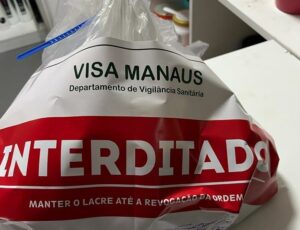 VISA MANAUS
Departamento de Vigilância Sanitária
INTERDITADO
MANTER O LACRE ATÉ A REVOGAÇÃO DA ORDEM